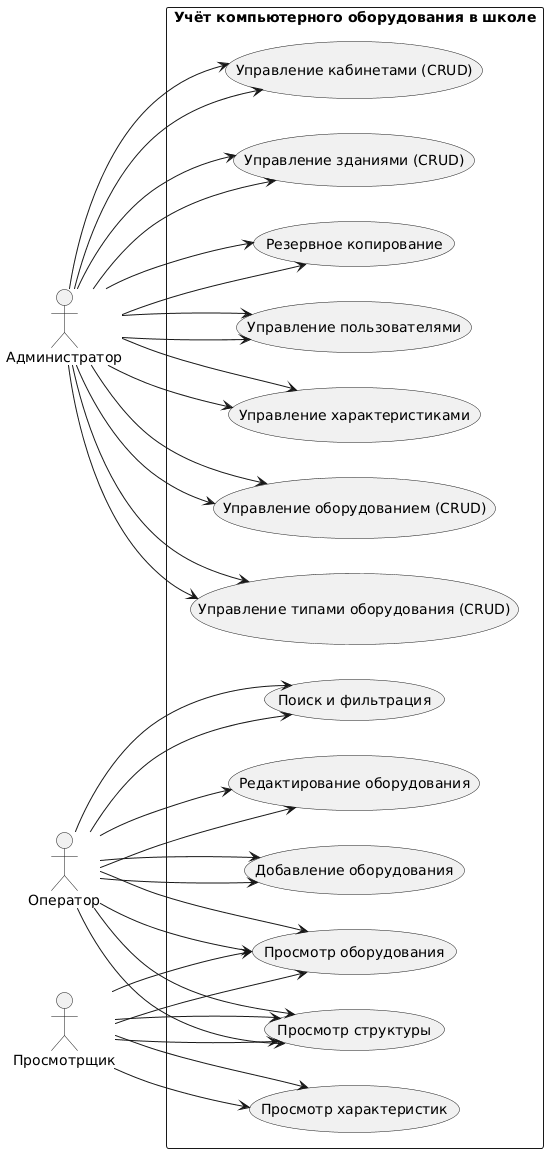 Учёт компьютерного оборудования в школе
Управление кабинетами (CRUD)
Управление зданиями (CRUD)
Резервное копирование
Управление пользователями
Администратор
Управление характеристиками
Управление оборудованием (CRUD)
Управление типами оборудования (CRUD)
Поиск и фильтрация
Редактирование оборудования
Добавление оборудования
Оператор
Просмотр оборудования
Просмотр структуры
Просмотрщик
Просмотр характеристик